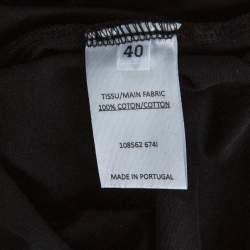 40
TISSU/MAIN FABRIC
100% COTON/COTTON
108562 674I
MADE IN PORTUGAL